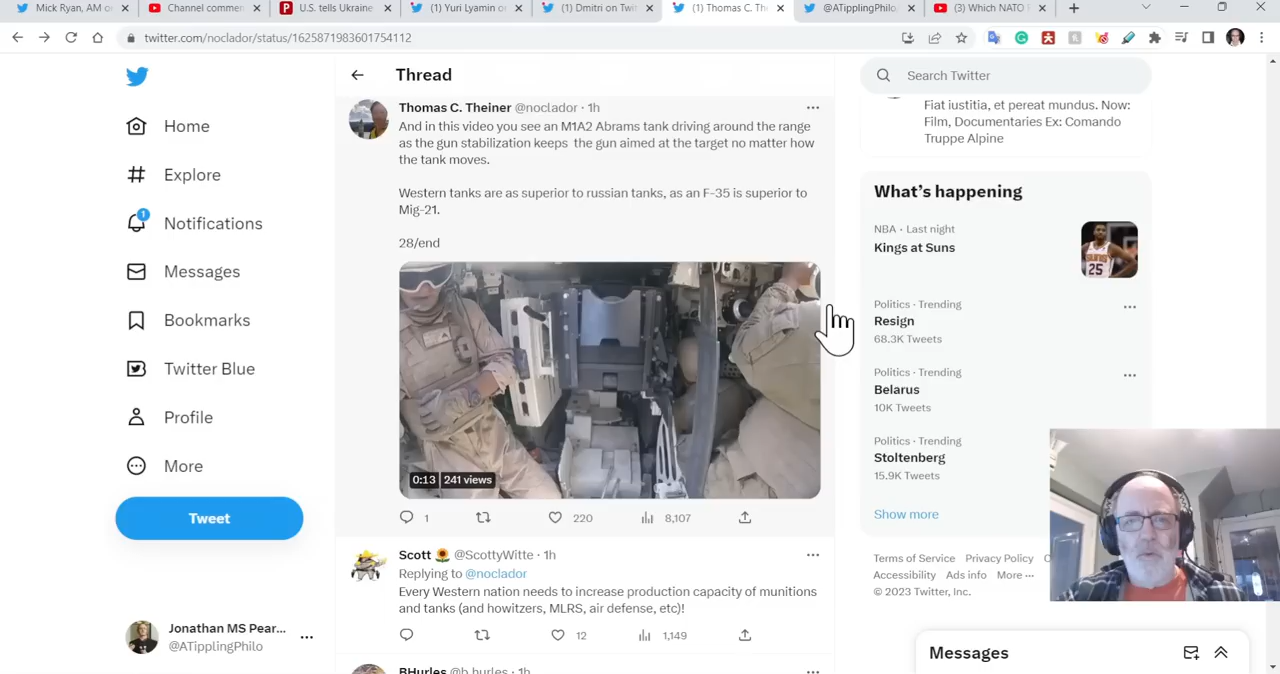 Mick Ryan, AM on
Channel commen
U.S. tells Ukraine
(1) Yuri Lyamin o
(1) Dmitri on Twi
(1) Thomas C. Th
@ATipplingPhilo
(3) Which NATO
twitter.com/noclador/status/1625871983601754112
Thread
Search Twitter
Home
Explore
1
Notifications
Messages
Bookmarks
Twitter Blue
Profile
More
Tweet
Jonathan MS Pear...
@ATipplingPhilo
Thomas C. Theiner @noclador · 1h
And in this video you see an M1A2 Abrams tank driving around the range
as the gun stabilization keeps the gun aimed at the target no matter how
the tank moves.
Western tanks are as superior to russian tanks, as an F-35 is superior to
Mig-21.
28/end
0:13 241 views
1
220
8,107
Scott @ScottyWitte · 1h
Replying to @noclador
Every Western nation needs to increase production capacity of munitions
and tanks (and howitzers, MLRS, air defense, etc)!
12
1,149
BHurles @b_hurles · 1h
Fiat iustitia, et pereat mundus. Now:
Film, Documentaries Ex: Comando
Truppe Alpine
What's happening
NBA · Last night
Kings at Suns
25
Politics · Trending
Resign
68.3K Tweets
Politics · Trending
Belarus
10K Tweets
Politics · Trending
Stoltenberg
15.9K Tweets
Show more
Terms of Service Privacy Policy
Accessibility Ads info More ···
© 2023 Twitter, Inc.
Messages